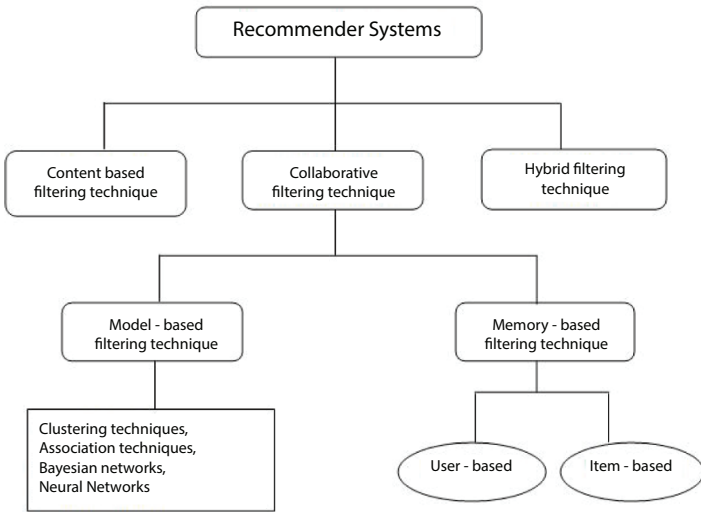 Recommender Systems
Content based
filtering technique
Collaborative
filtering technique
Hybrid filtering
technique
Model - based
filtering technique
Memory - based
filtering technique
Clustering techniques,
Association techniques,
Bayesian networks,
Neural Networks
User - based
Item - based